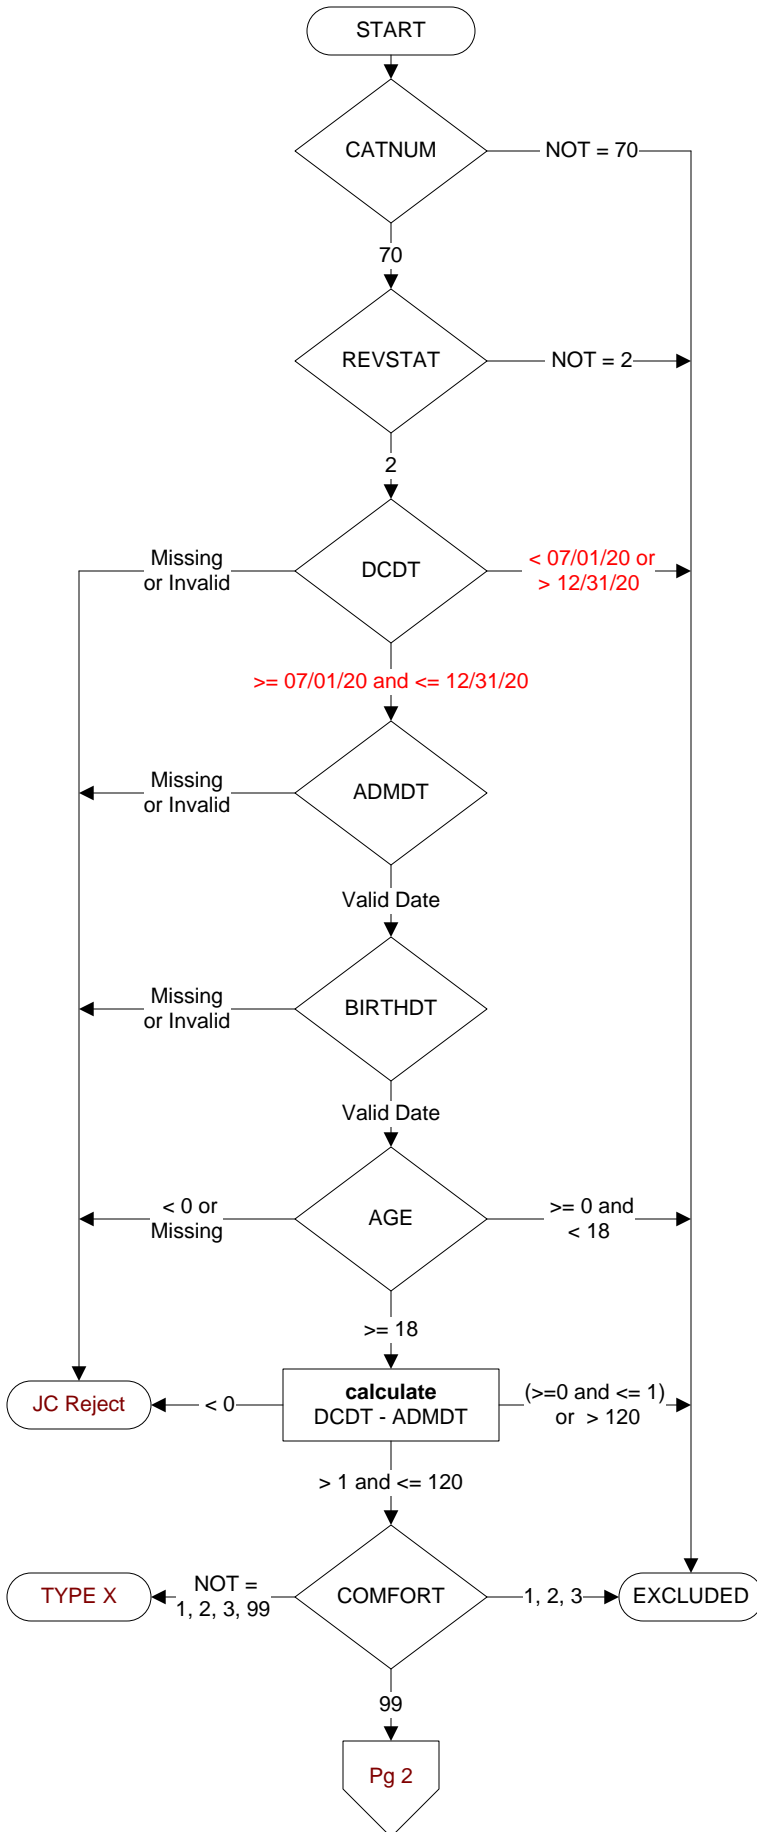 START
CATNUM
NOT = 70
70
REVSTAT
NOT = 2
2
Missing
or Invalid
DCDT
< 07/01/20 or
> 12/31/20
>= 07/01/20 and <= 12/31/20
Missing
or Invalid
ADMDT
Valid Date
Missing
or Invalid
BIRTHDT
Valid Date
< 0 or
Missing
AGE
>= 0 and
< 18
>= 18
JC Reject
< 0
calculate
DCDT - ADMDT
(>=0 and <= 1)
or > 120
> 1 and <= 120
TYPE X
NOT =
1, 2, 3, 99
COMFORT
1, 2, 3
EXCLUDED
99
Pg 2